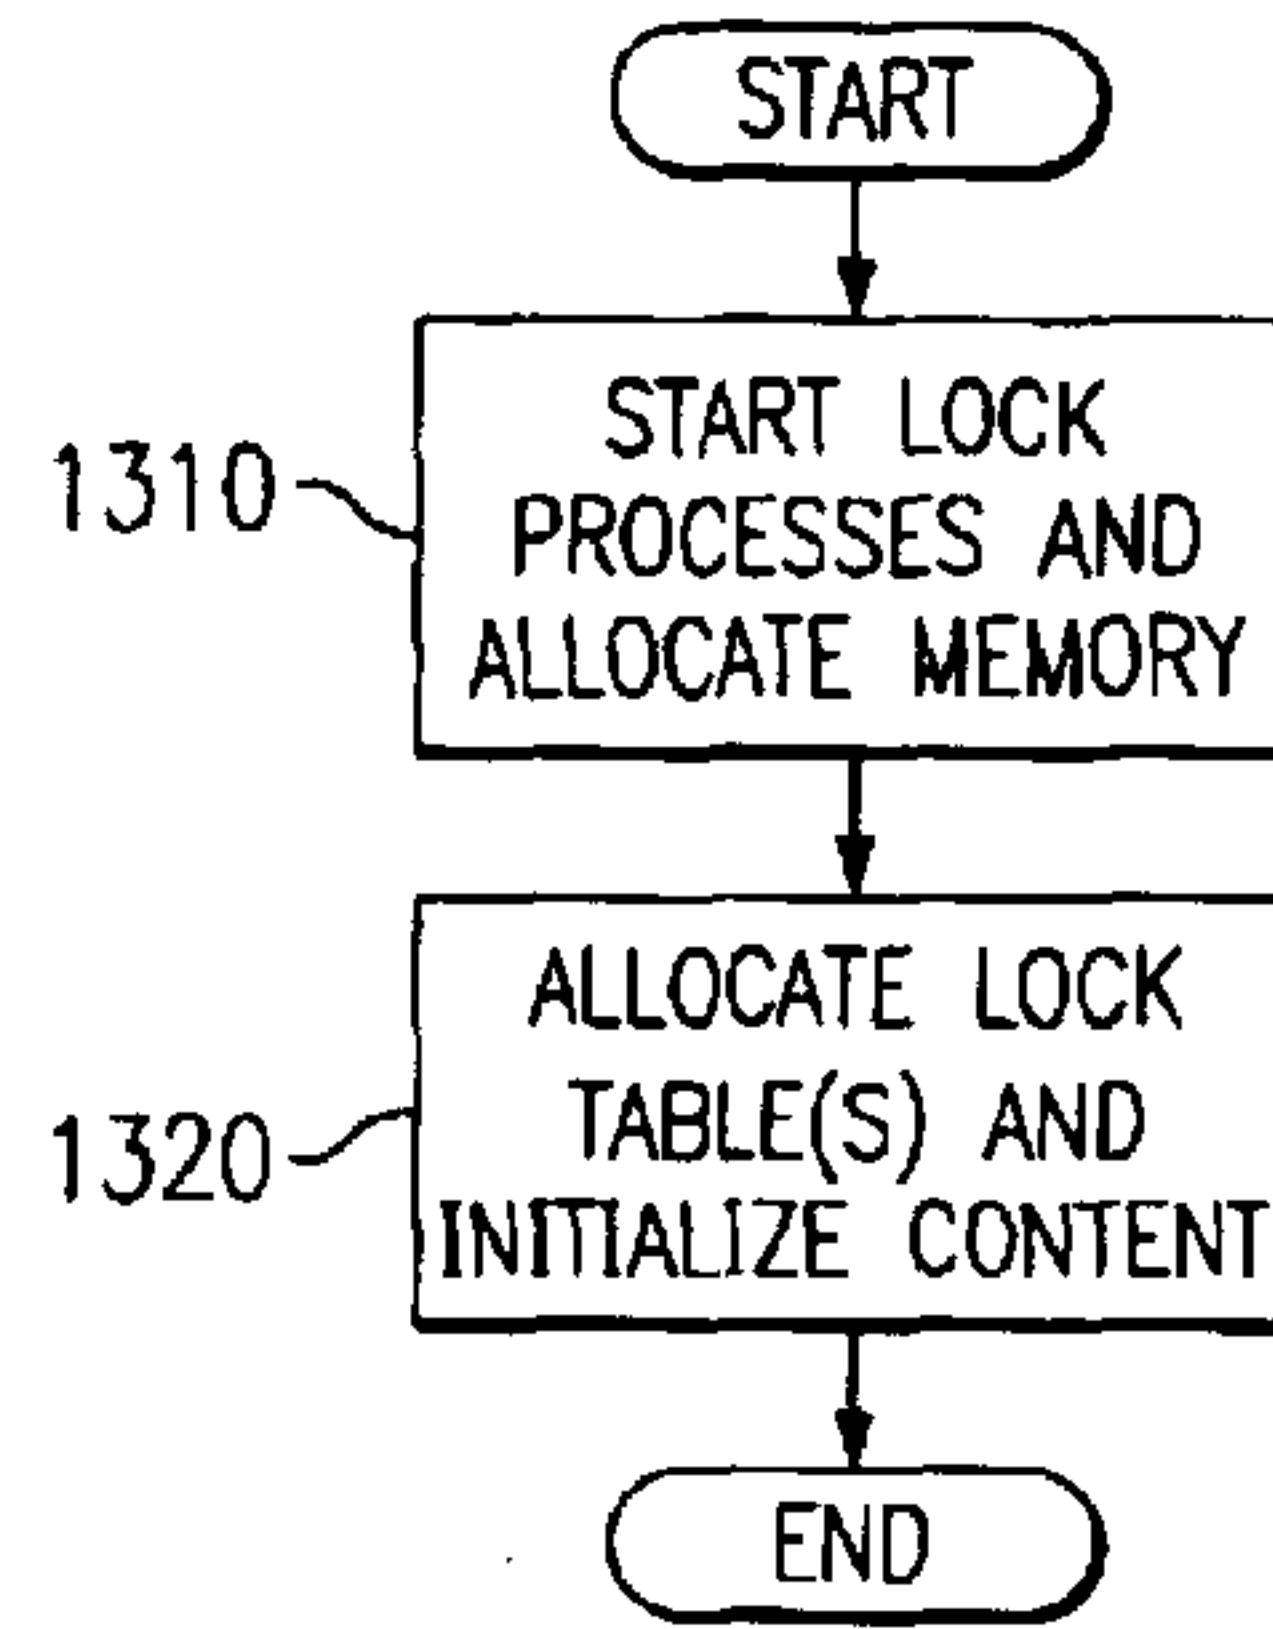 START
START LOCK
PROCESSES AND
ALLOCATE MEMORY
1310
ALLOCATE LOCK
TABLE(S) AND
INITIALIZE CONTENT
1320
END